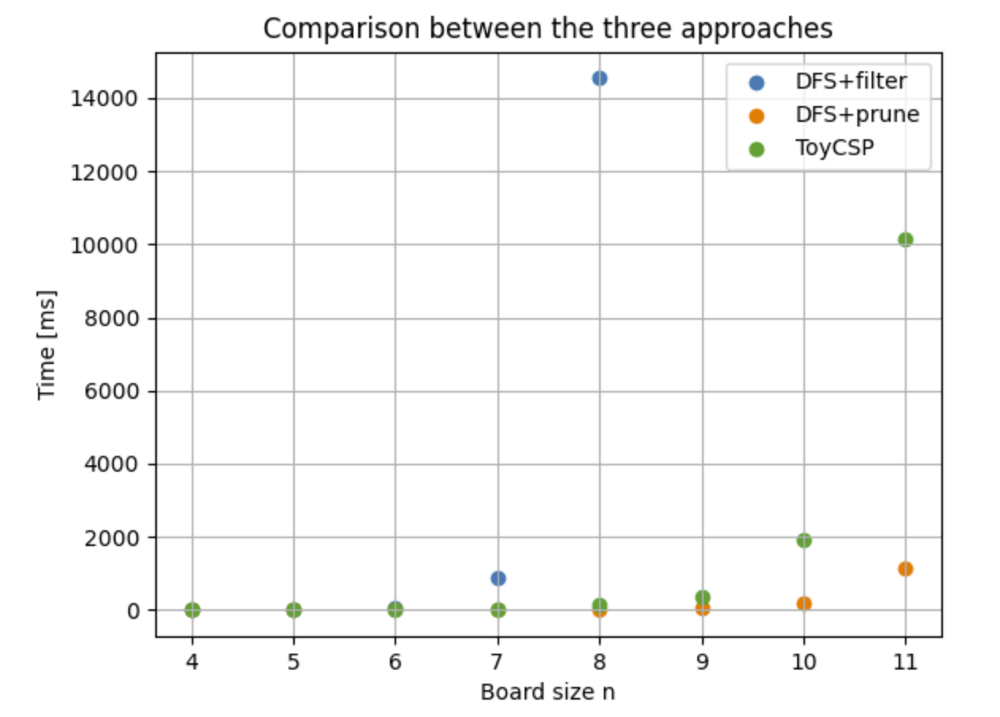 Comparison between the three approaches
DFS+filter
DFS+prune
ToyCSP
14000
12000
10000
8000
6000
4000
2000
0
Time [ms]
4 5 6 7 8 9 10 11
Board size n